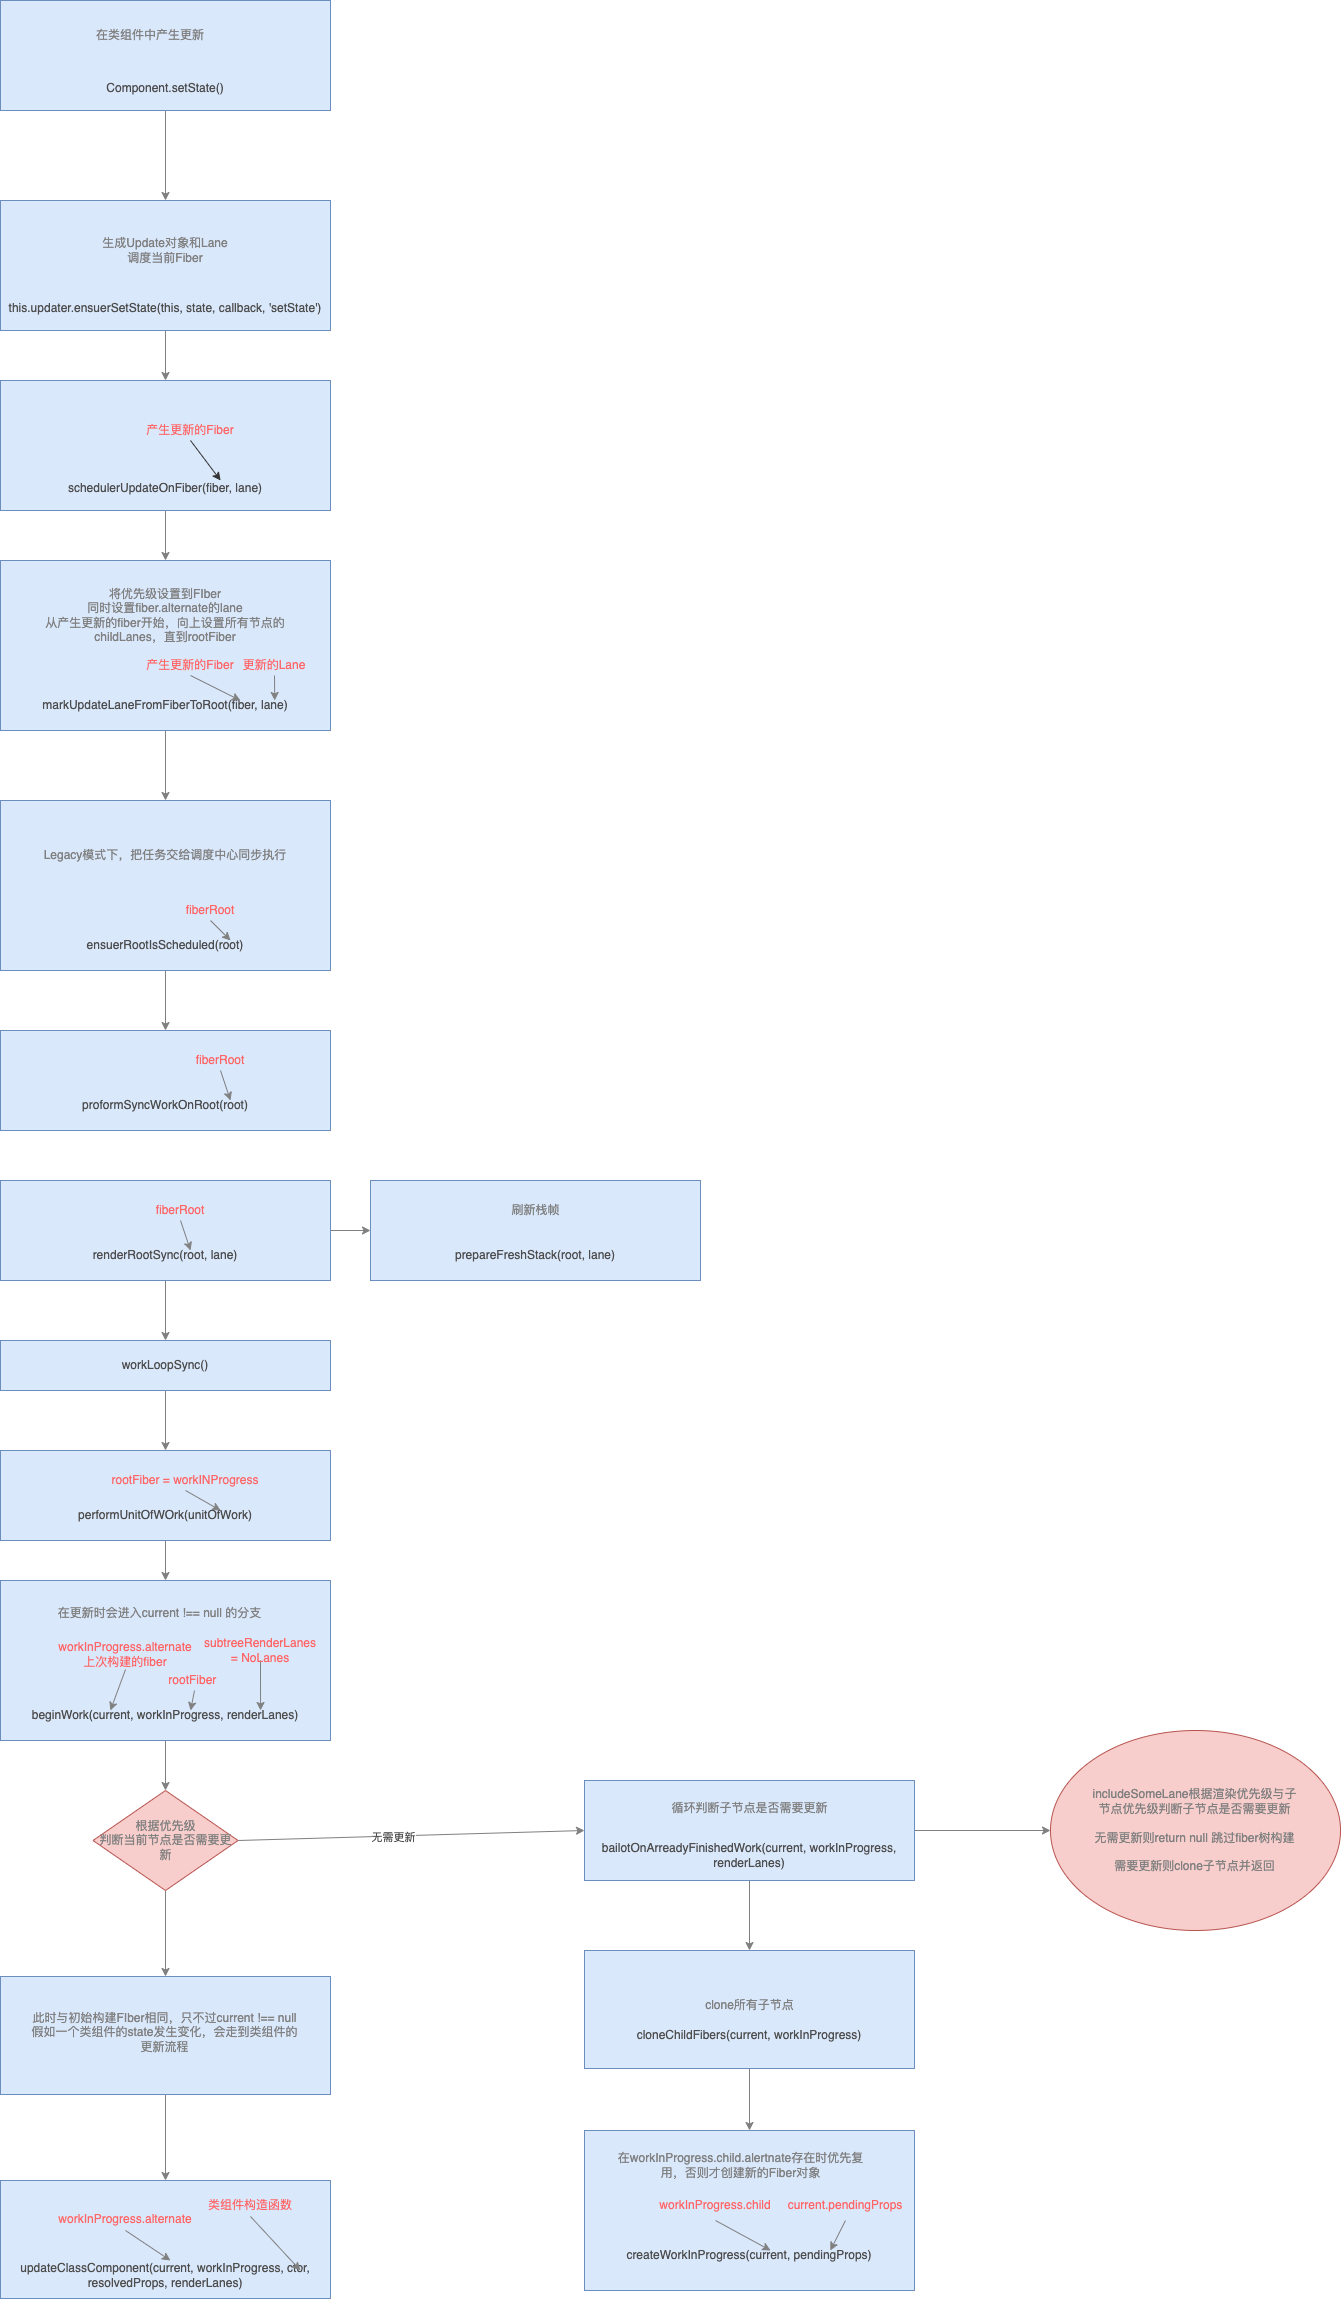 在类组件中产生更新
Component.setState()
生成Update对象和Lane
调度当前Fiber
this.updater.ensuerSetState(this, state, callback, 'setState')
产生更新的Fiber
schedulerUpdateOnFiber(fiber, lane)
将优先级设置到FIber
同时设置fiber.alternate的lane
从产生更新的fiber开始，向上设置所有节点的
childLanes，直到rootFiber
产生更新的Fiber
更新的Lane
markUpdateLaneFromFiberToRoot(fiber, lane)
Legacy模式下，把任务交给调度中心同步执行
fiberRoot
ensuerRootIsScheduled(root)
fiberRoot
proformSyncWorkOnRoot(root)
fiberRoot
renderRootSync(root, lane)
刷新栈帧
prepareFreshStack(root, lane)
workLoopSync()
rootFiber = workINProgress
performUnitOfWOrk(unitOfWork)
在更新时会进入current !== null 的分支
workInProgress.alternate
上次构建的fiber
subtreeRenderLanes
= NoLanes
rootFiber
beginWork(current, workInProgress, renderLanes)
根据优先级
判断当前节点是否需要更
新
无需更新
循环判断子节点是否需要更新
bailotOnArreadyFinishedWork(current, workInProgress,
renderLanes)
includeSomeLane根据渲染优先级与子
节点优先级判断子节点是否需要更新
无需更新则return null 跳过fiber树构建
需要更新则clone子节点并返回
clone所有子节点
cloneChildFibers(current, workInProgress)
此时与初始构建FIber相同，只不过current !== null
假如一个类组件的state发生变化，会走到类组件的
更新流程
在workInProgress.child.alertnate存在时优先复
用，否则才创建新的Fiber对象
workInProgress.child
current.pendingProps
createWorkInProgress(current, pendingProps)
类组件构造函数
workInProgress.alternate
updateClassComponent(current, workInProgress, ctor,
resolvedProps, renderLanes)